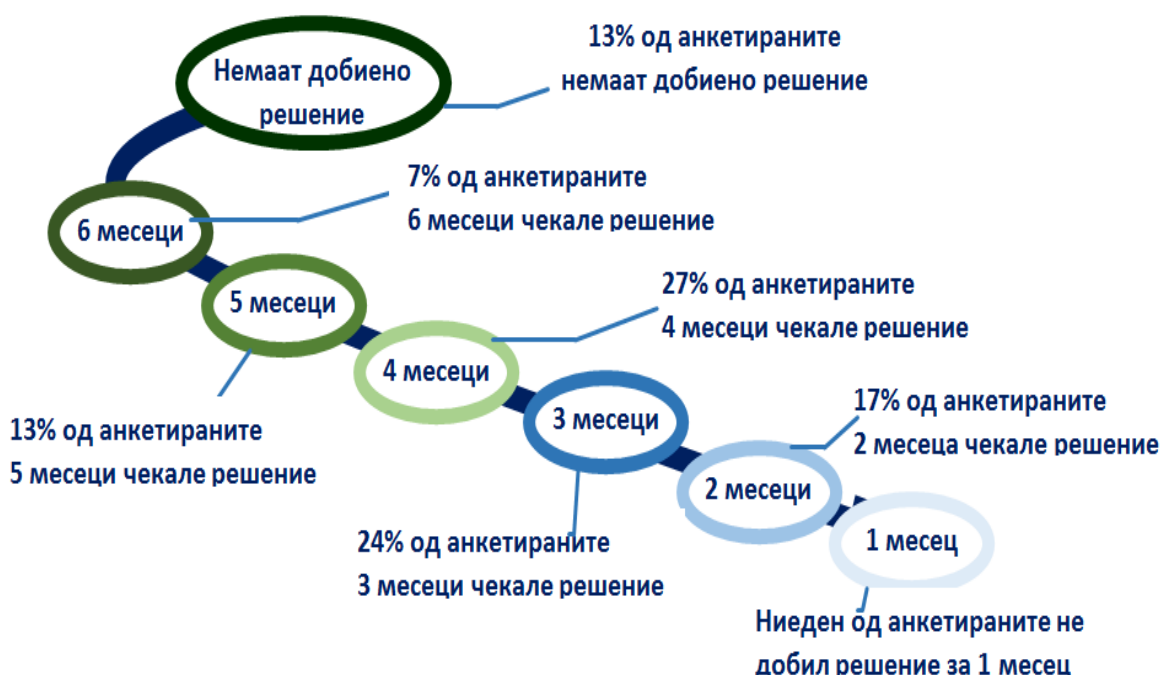 Немаат добиено
решение
13% од анкетираните
немаат добиено решение
6 месеци
7% од анкетираните
6 месеци чекале решение
5 месеци
13% од анкетираните
5 месеци чекале решение
4 месеци
27% од анкетираните
4 месеци чекале решение
3 месеци
24% од анкетираните
3 месеци чекале решение
2 месеци
17% од анкетираните
2 месеца чекале решение
1 месец
Ниеден од анкетираните не
добил решение за 1 месец